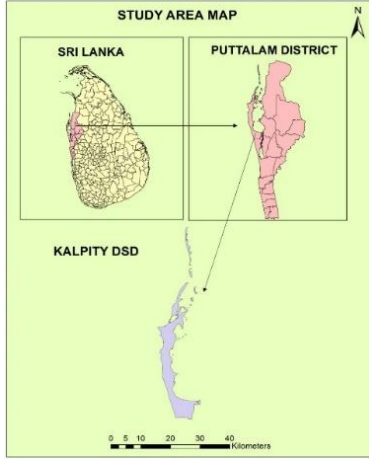 STUDY AREA MAP
N
SRI LANKA
PUTTALAM DISTRICT
KALPITY DSD
0 5 10 20 30 40
Kilometers